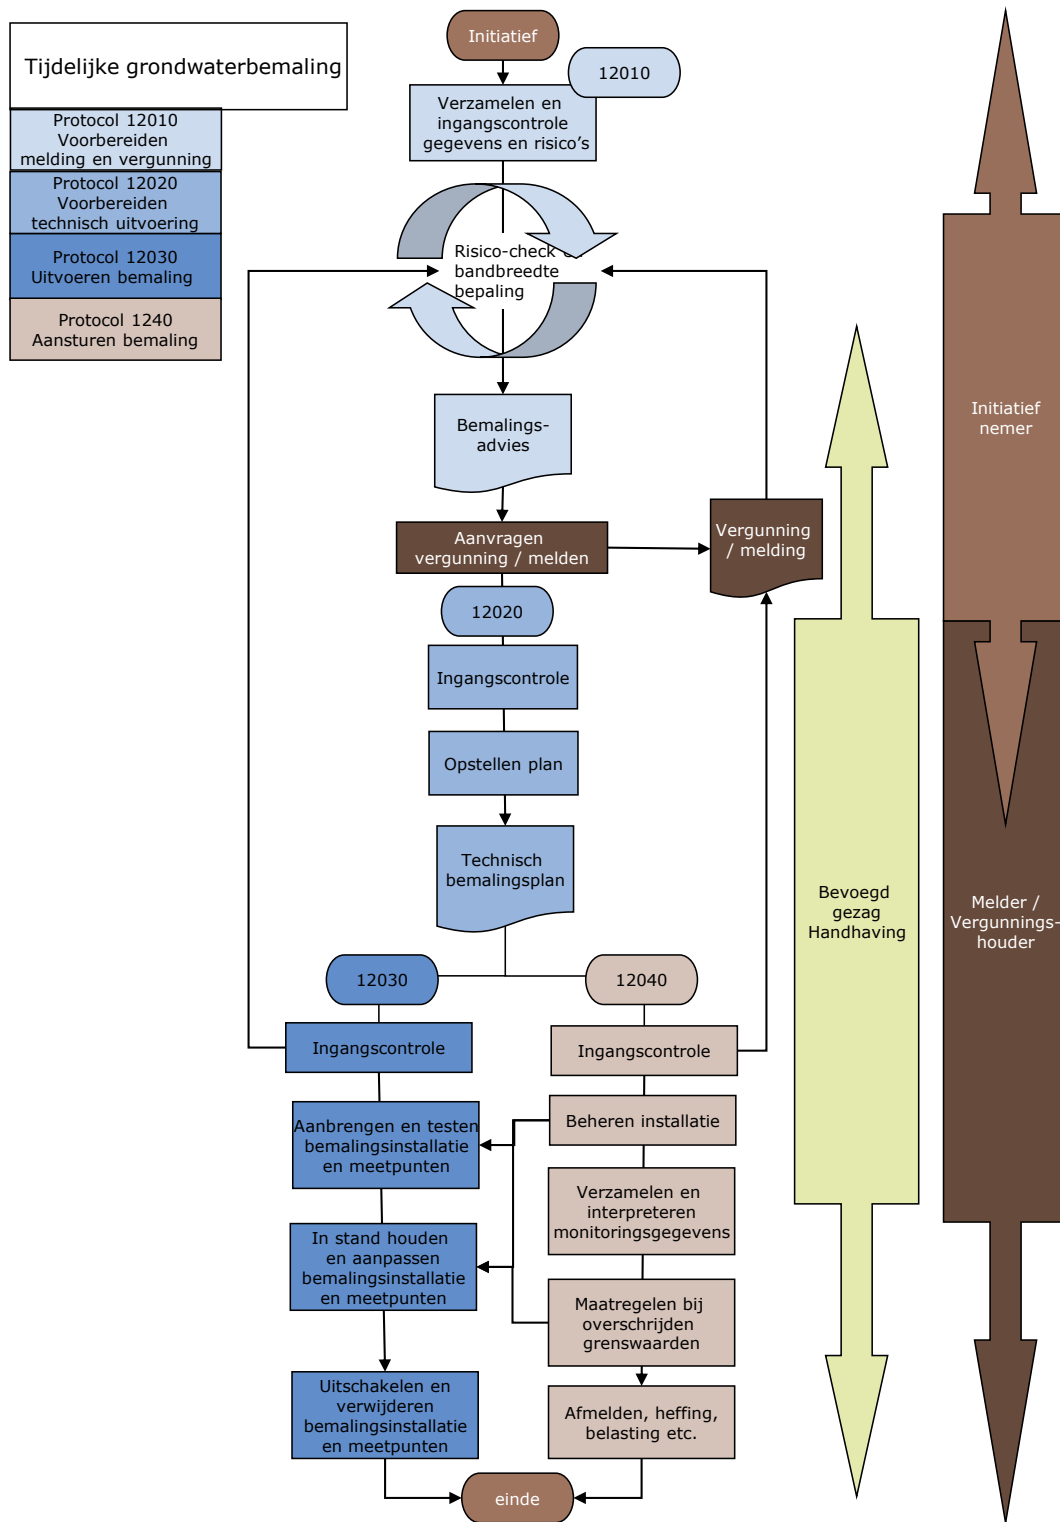 Tijdelijke grondwaterbemaling
Protocol 12010
Voorbereiden
melding en vergunning
Protocol 12020
Voorbereiden
technisch uitvoering
Protocol 12030
Uitvoeren bemaling
Protocol 1240
Aansturen bemaling
Initiatief
12010
Verzamelen en
ingangscontrole
gegevens en risico's
Risico-check
bandbreedte
bepaling
Bemalings-
advies
Aanvragen
vergunning / melden
Vergunning
/ melding
12020
Ingangscontrole
Opstellen plan
Technisch
bemalingsplan
12030
12040
Ingangscontrole
Ingangscontrole
Aanbrengen en testen
bemalingsinstallatie
en meetpunten
Beheren installatie
Verzamelen en
interpreteren
monitoringsgegevens
In stand houden
en aanpassen
bemalingsinstallatie
en meetpunten
Maatregelen bij
overschrijden
grenswaarden
Uitschakelen en
verwijderen
bemalingsinstallatie
en meetpunten
Afmelden, heffing,
belasting etc.
einde
Bevoegd
gezag
Handhaving
Initiatief
nemer
Melder /
Vergunnings-
houder